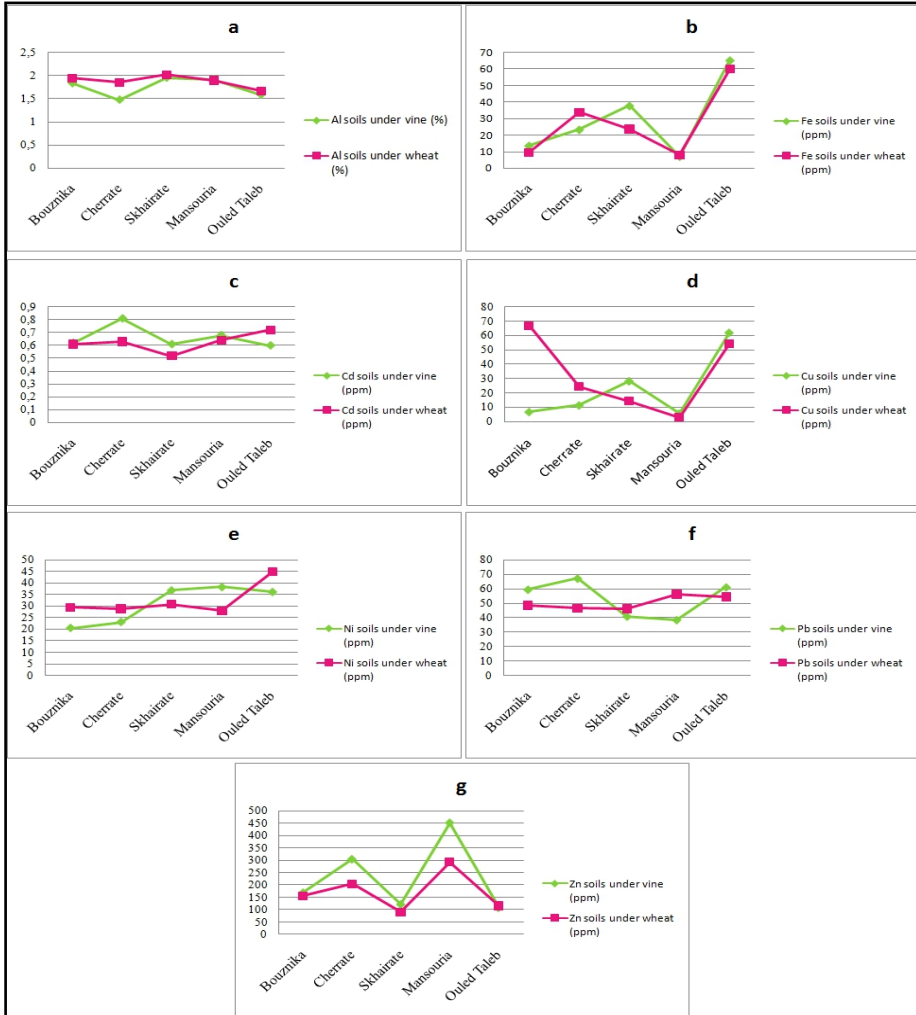 a
2,5
2
1,5
1
0,5
0
Bouznika
Cherrate
Skhairate
Mansouria
Ouled Taleb
Al soils under vine (%)
Al soils under wheat
(%)
b
70
60
50
40
30
20
10
0
Bouznika
Cherrate
Skhairate
Mansouria
Ouled Taleb
Fe soils under vine
(ppm)
Fe soils under wheat
(ppm)
c
0,9
0,8
0,7
0,6
0,5
0,4
0,3
0,2
0,1
0
Bouznika
Cherrate
Skhairate
Mansouria
Ouled Taleb
Cd soils under vine
(ppm)
Cd soils under wheat
(ppm)
d
80
70
60
50
40
30
20
10
0
Bouznika
Cherrate
Skhairate
Mansouria
Ouled Taleb
Cu soils under vine
(ppm)
Cu soils under wheat
(ppm)
e
50
45
40
35
30
25
20
15
10
5
0
Bouznika
Cherrate
Skhairate
Mansouria
Ouled Taleb
Ni soils under vine
(ppm)
Ni soils under wheat
(ppm)
f
80
70
60
50
40
30
20
10
0
Bouznika
Cherrate
Skhairate
Mansouria
Ouled Taleb
Pb soils under vine
(ppm)
Pb soils under wheat
(ppm)
g
500
450
400
350
300
250
200
150
100
50
0
Bouznika
Cherrate
Skhairate
Mansouria
Ouled Taleb
Zn soils under vine
(ppm)
Zn soils under wheat
(ppm)